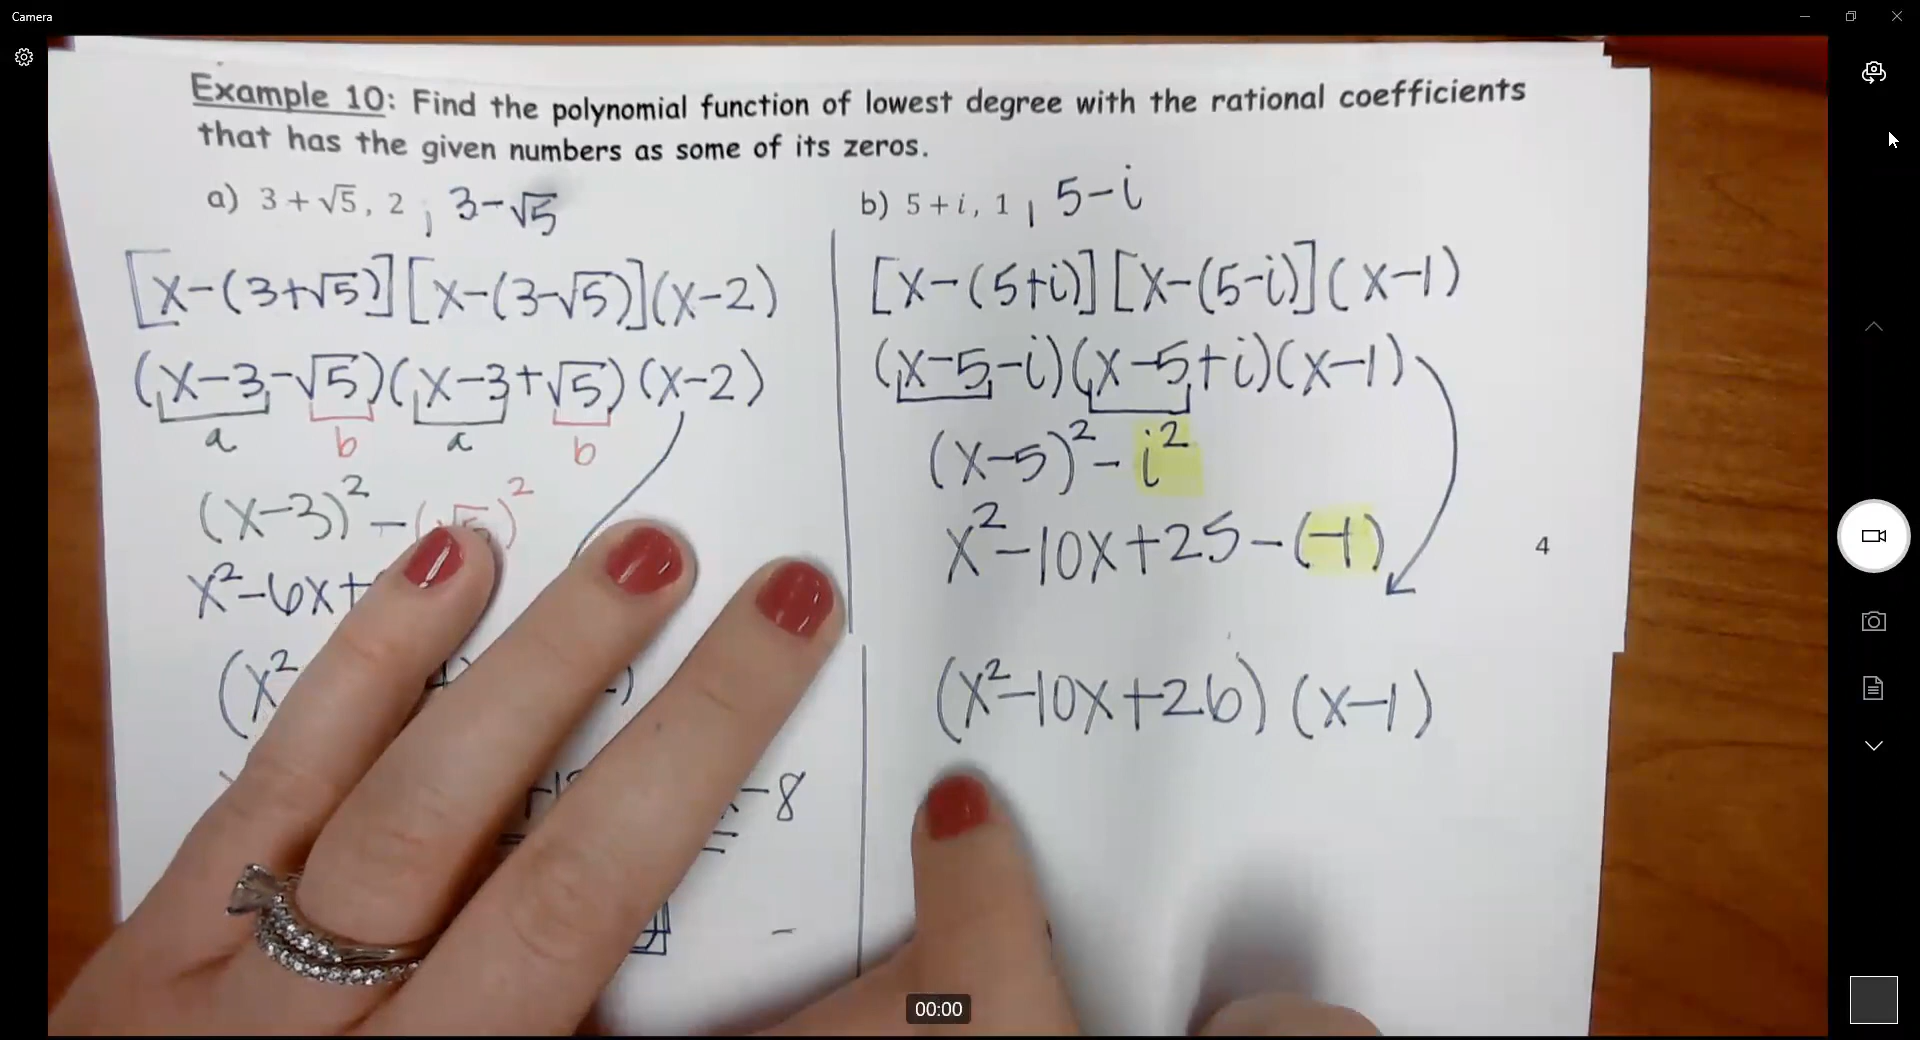 Camera
Example 10: Find the polynomial function of lowest degree with the rational coefficients
that has the given numbers as some of its zeros.
a) 3 + √5, 2 , 3-√5
[x-(3+√5)][x-(3-√5)](x-2)
(x-3-√5)(x-3+√5)(x-2)
a b a b
(x-3)² - (√5)²
x²-6x+
(x²
-8
b) 5 + i, 1 , 5-i
[x-(5+i)][x-(5-i)](x-1)
(x-5-i)(x-5+i)(x-1)
(x-5)² - i²
x²-10x+25-(-1)
4
(x²-10x+26)(x-1)
00:00